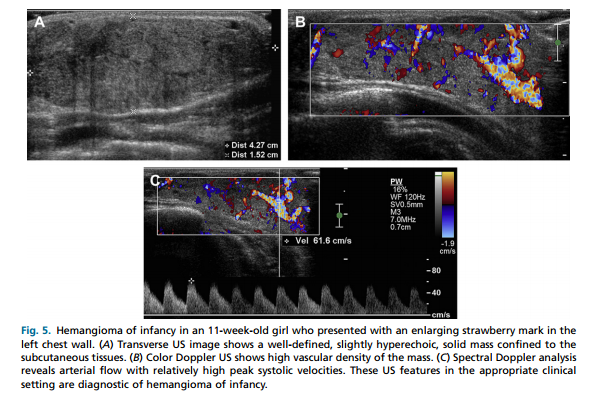 A
B
✧ Dist 4.27 cm
⁙ Dist 1.52 cm
C
PW
16%
WF 120Hz
SV0.5mm
M3
7.0MHz
0.7cm
✧ Vel 61.6 cm/s
-1.9
cm/s
-80
-40
cm/s
Fig. 5. Hemangioma of infancy in an 11-week-old girl who presented with an enlarging strawberry mark in the
left chest wall. (A) Transverse US image shows a well-defined, slightly hyperechoic, solid mass confined to the
subcutaneous tissues. (B) Color Doppler US shows high vascular density of the mass. (C) Spectral Doppler analysis
reveals arterial flow with relatively high peak systolic velocities. These US features in the appropriate clinical
setting are diagnostic of hemangioma of infancy.